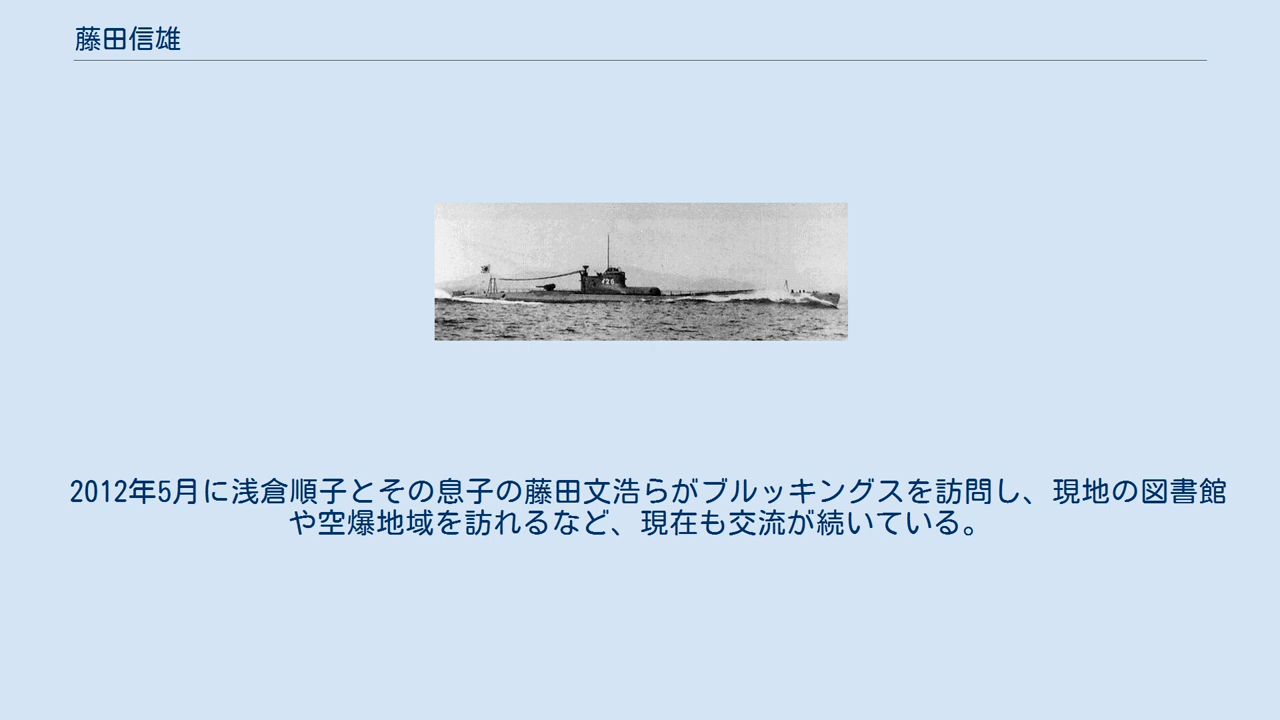 藤田信雄
2012年5月に浅倉順子とその息子の藤田文浩らがブルッキングスを訪問し、現地の図書館
や空爆地域を訪れるなど、現在も交流が続いている。